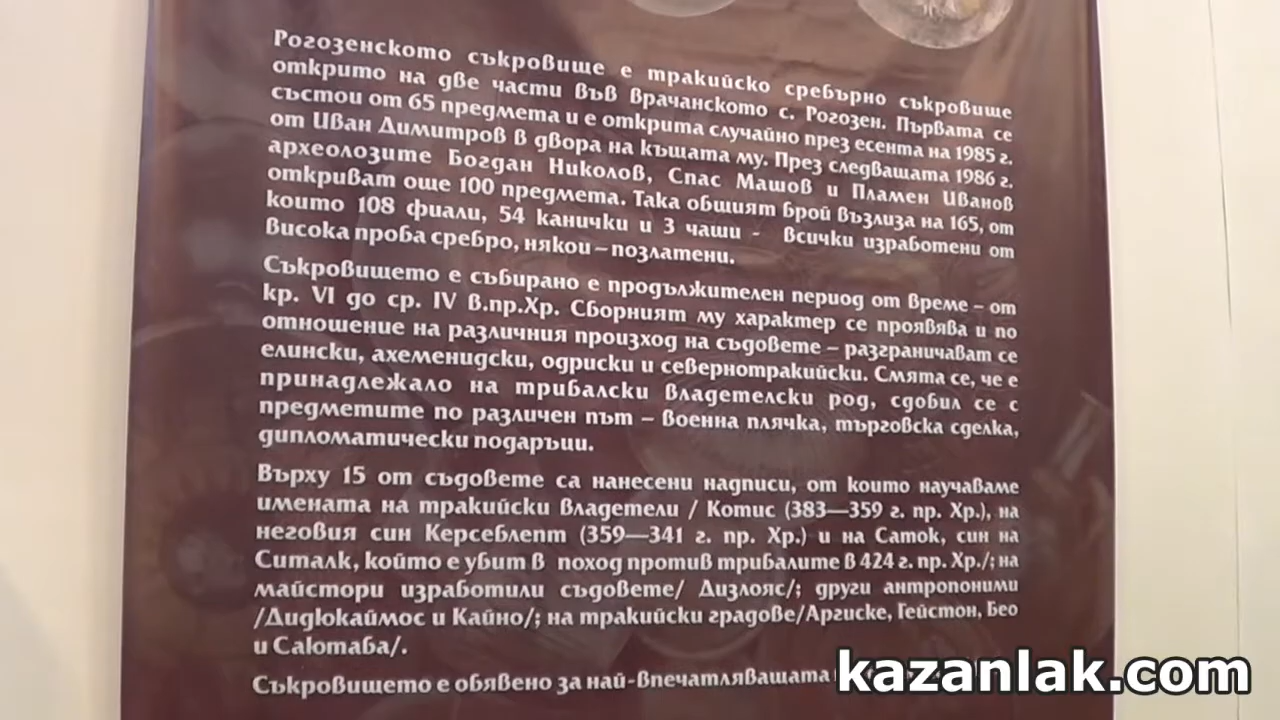 Рогозенското съкровище е тракийско сребърно съкровище
открито на две части във Врачанското с. Рогозен. Първата се
състои от 65 предмета и е открита случайно през есента на 1985 г.
от Иван Димитров в двора на къщата му. През следващата 1986 г.
археолозите Богдан Николов, Спас Машов и Пламен Иванов
откриват още 100 предмета. Така общият брой възлиза на 165, от
които 108 фиали, 54 канички и 3 чаши - всички изработени от
висока проба сребро, някои – позлатени.
Съкровището е събирано е продължителен период от време – от
кр. VI до ср. IV в.пр.Хр. Сборният му характер се проявява и по
отношение на различния произход на съдовете – разграничават се
елински, ахеменидски, одриски и севернотракийски. Смята се, че е
принадлежало на трибалски владетелски род, сдобил се с
предметите по различен път – военна плячка, търговска сделка,
дипломатически подаръци.
Върху 15 от съдовете са нанесени надписи, от които научаваме
имената на тракийски владетели / Котис (383—359 г. пр. Хр.), на
неговия син Керсеблепт (359—341 г. пр. Хр.) и на Саток, син на
Ситалк, който е убит в поход против трибалите в 424 г. пр. Хр./; на
майстори изработили съдовете/ Дизлояс/; други антропоними
/Дидюкаймос и Кайно/; на тракийски градове/Аргиске, Гейстон, Бео
и Саютаба/.
Съкровището е обявено за най-впечатляващата
kazanlak.com